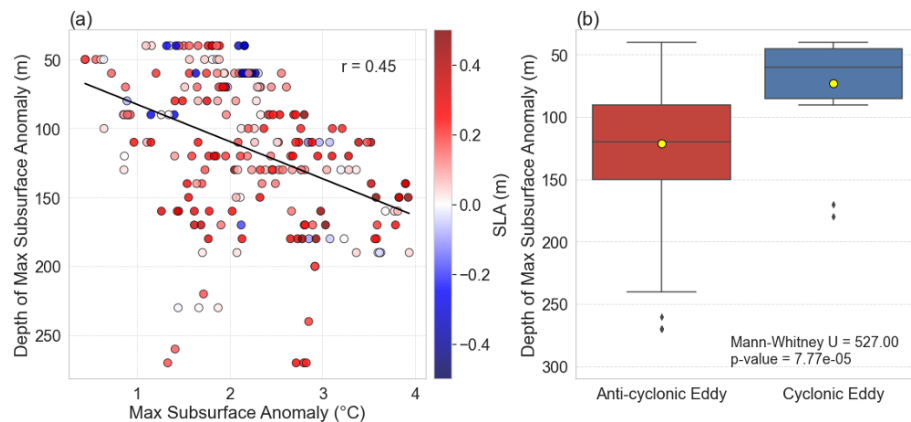 (a)
(b)
50
100
150
200
250
Depth of Max Subsurface Anomaly (m)
r = 0.45
1
2
3
4
Max Subsurface Anomaly (°C)
0.4
0.2
0.0
−0.2
−0.4
SLA (m)
50
100
150
200
250
300
Depth of Max Subsurface Anomaly (m)
Mann-Whitney U = 527.00
p-value = 7.77e-05
Anti-cyclonic Eddy
Cyclonic Eddy